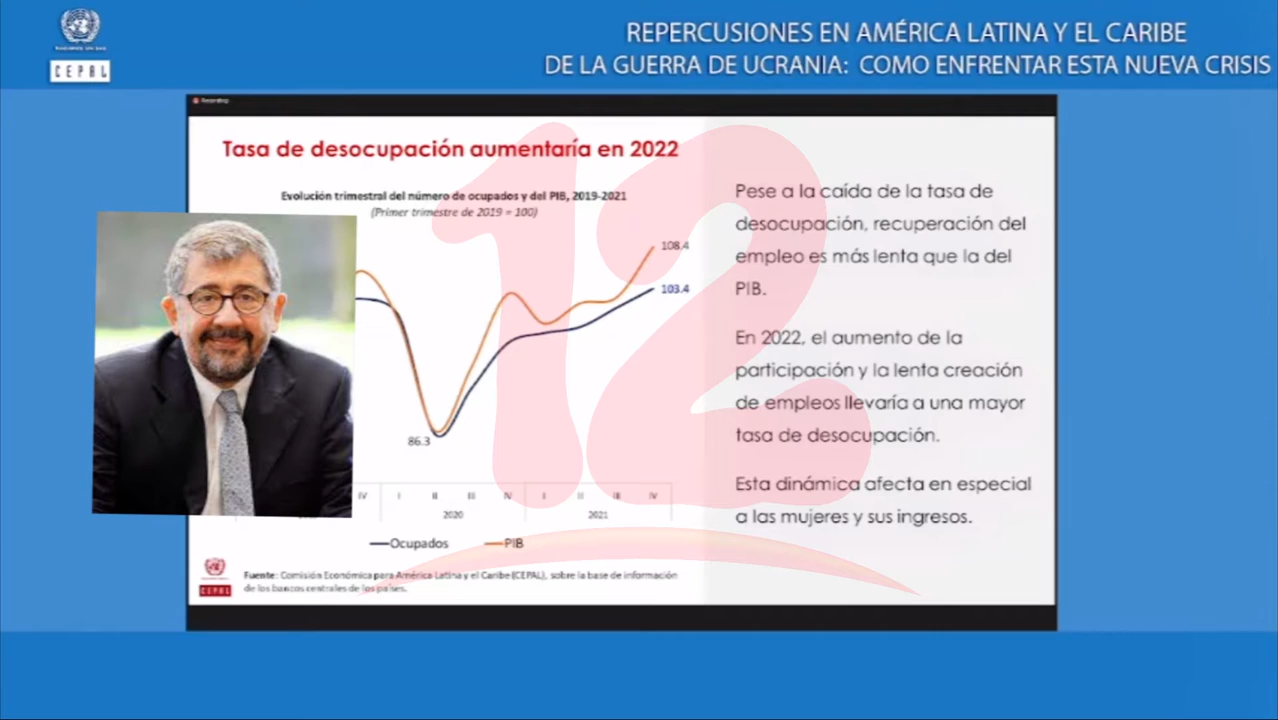 CEPAL
REPERCUSIONES EN AMÉRICA LATINA Y EL CARIBE
DE LA GUERRA DE UCRANIA: COMO ENFRENTAR ESTA NUEVA CRISIS
Recording
Tasa de desocupación aumentaría en 2022
Evolución trimestral del número de ocupados y del PIB, 2019-2021
(Primer trimestre de 2019 = 100)
108.4
103.4
86.3
IV I II III IV I II III IV
2020 2021
Ocupados PIB
CEPAL
Fuente: Comisión Económica para América Latina y el Caribe (CEPAL), sobre la base de información
de los bancos centrales de los países.
Pese a la caída de la tasa de
desocupación, recuperación del
empleo es más lenta que la del
PIB.
En 2022, el aumento de la
participación y la lenta creación
de empleos llevaría a una mayor
tasa de desocupación.
Esta dinámica afecta en especial
a las mujeres y sus ingresos.
12